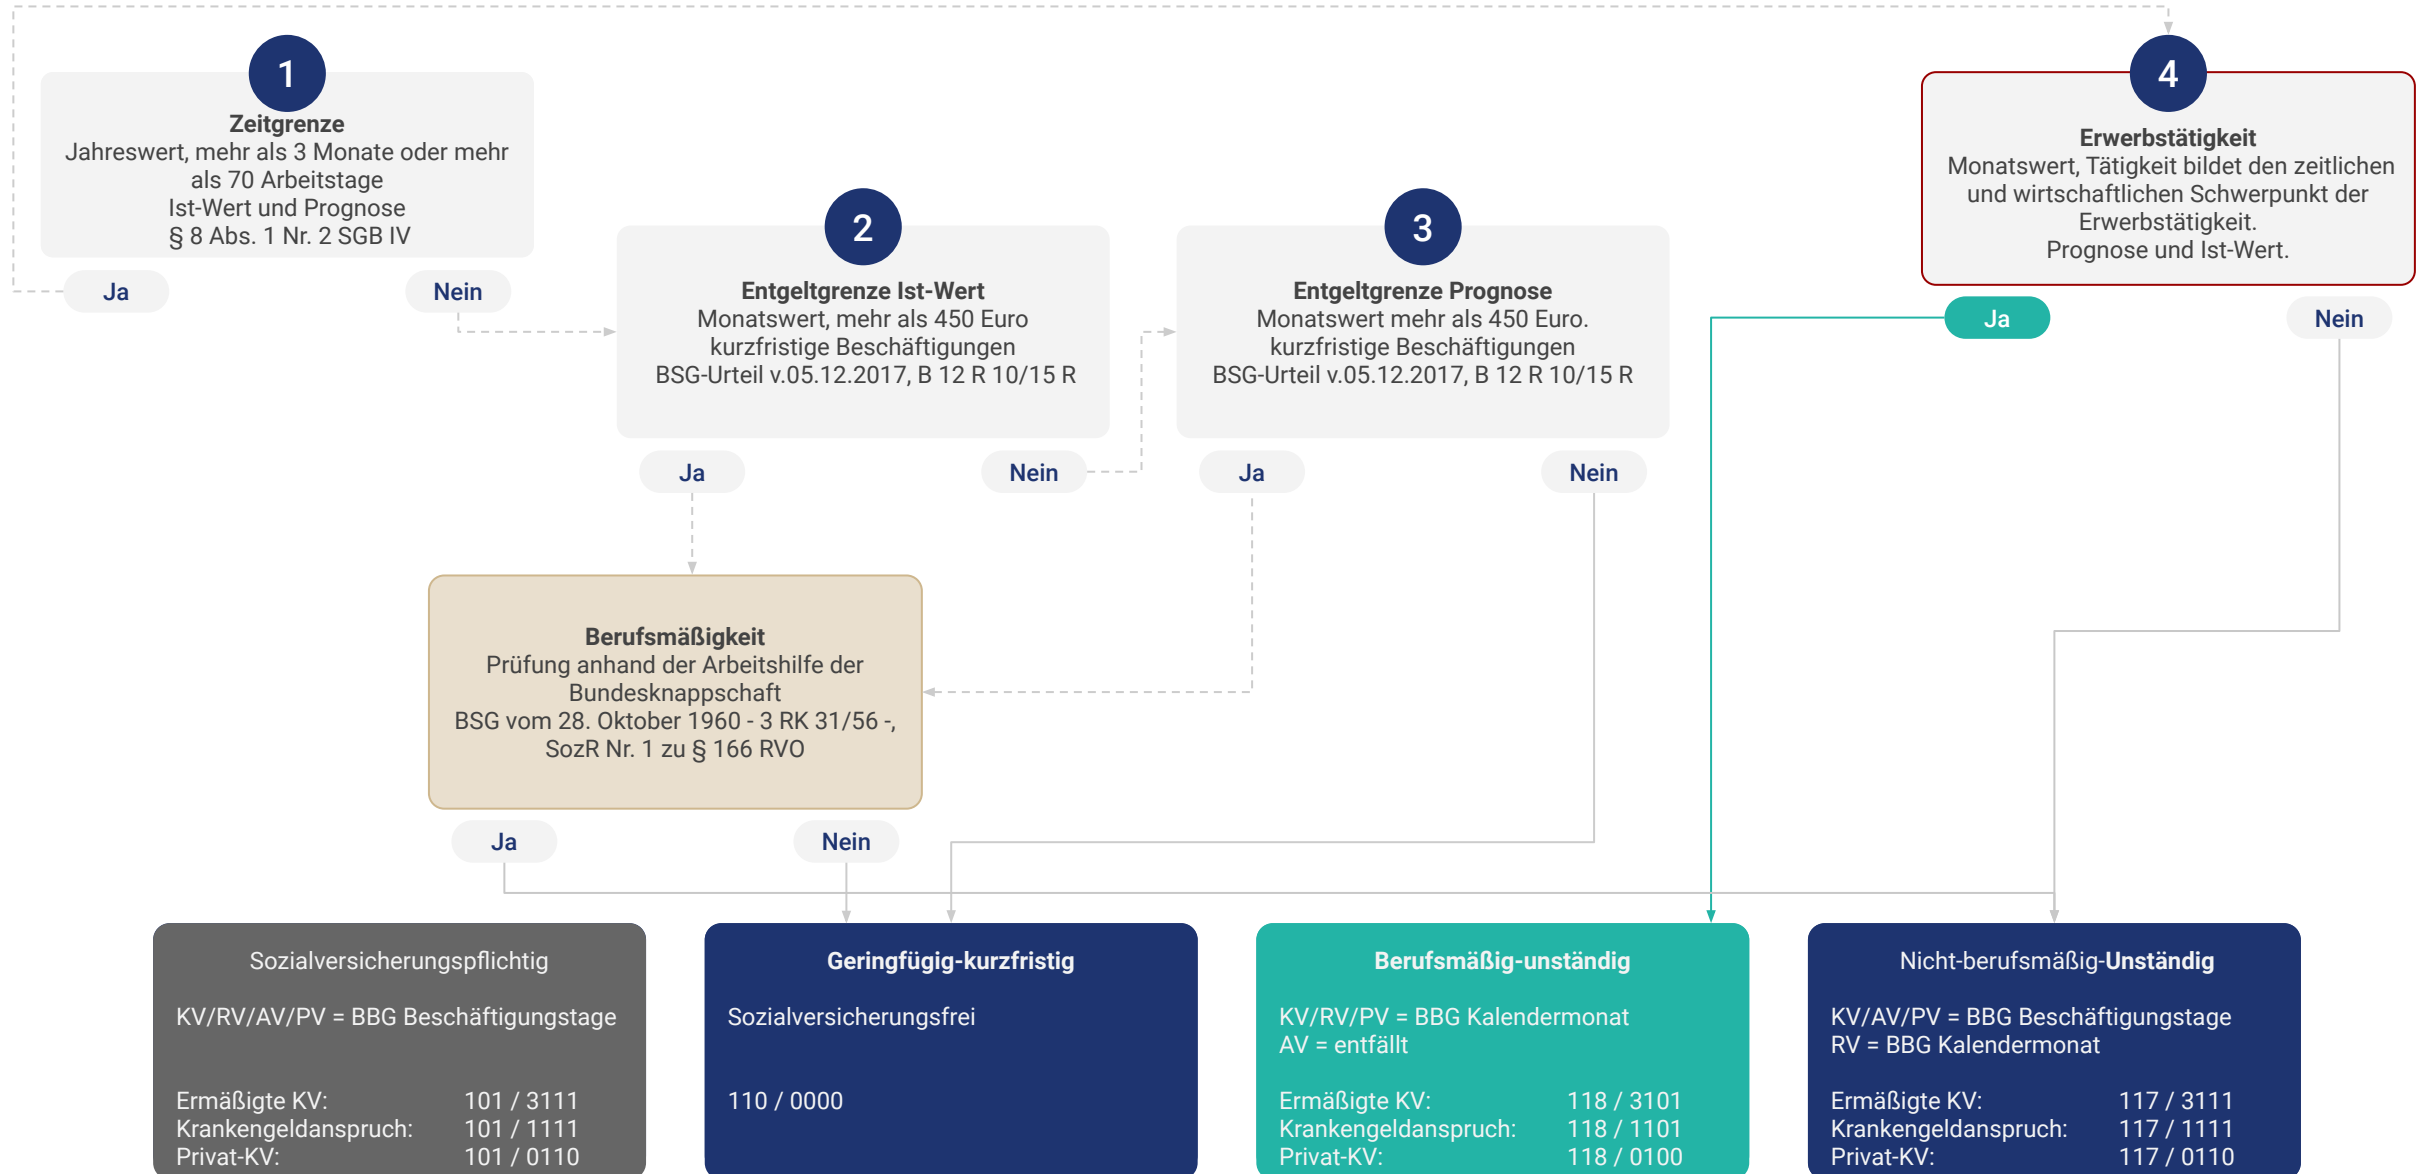 1
Zeitgrenze
Jahreswert, mehr als 3 Monate oder mehr
als 70 Arbeitstage
Ist-Wert und Prognose
§ 8 Abs. 1 Nr. 2 SGB IV
Ja
Nein
2
Entgeltgrenze Ist-Wert
Monatswert, mehr als 450 Euro
kurzfristige Beschäftigungen
BSG-Urteil v.05.12.2017, B 12 R 10/15 R
Ja
Nein
3
Entgeltgrenze Prognose
Monatswert mehr als 450 Euro.
kurzfristige Beschäftigungen
BSG-Urteil v.05.12.2017, B 12 R 10/15 R
Ja
Nein
4
Erwerbstätigkeit
Monatswert, Tätigkeit bildet den zeitlichen
und wirtschaftlichen Schwerpunkt der
Erwerbstätigkeit.
Prognose und Ist-Wert.
Ja
Nein
Berufsmäßigkeit
Prüfung anhand der Arbeitshilfe der
Bundesknappschaft
BSG vom 28. Oktober 1960 - 3 RK 31/56 -,
SozR Nr. 1 zu § 166 RVO
Ja
Nein
Sozialversicherungspflichtig
KV/RV/AV/PV = BBG Beschäftigungstage
Ermäßigte KV: 101 / 3111
Krankengeldanspruch: 101 / 1111
Privat-KV: 101 / 0110
Geringfügig-kurzfristig
Sozialversicherungsfrei
110 / 0000
Berufsmäßig-unständig
KV/RV/PV = BBG Kalendermonat
AV = entfällt
Ermäßigte KV: 118 / 3101
Krankengeldanspruch: 118 / 1101
Privat-KV: 118 / 0100
Nicht-berufsmäßig-Unständig
KV/AV/PV = BBG Beschäftigungstage
RV = BBG Kalendermonat
Ermäßigte KV: 117 / 3111
Krankengeldanspruch: 117 / 1111
Privat-KV: 117 / 0110